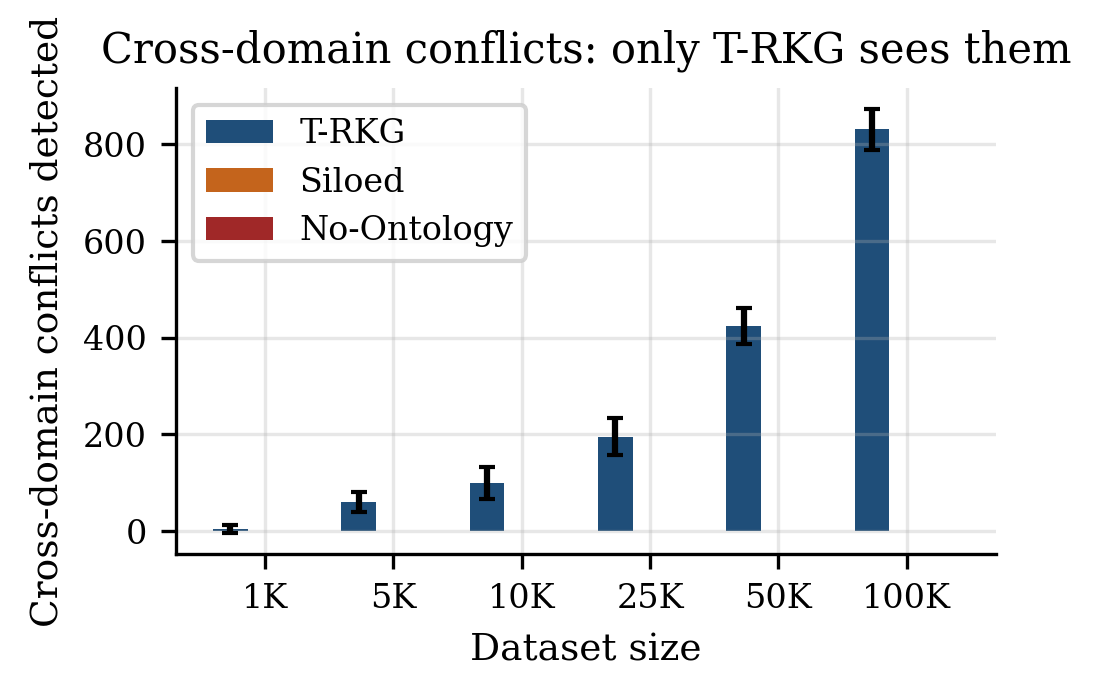 Cross-domain conflicts: only T-RKG sees them
Cross-domain conflicts detected
T-RKG
Siloed
No-Ontology
800
600
400
200
0
1K 5K 10K 25K 50K 100K
Dataset size